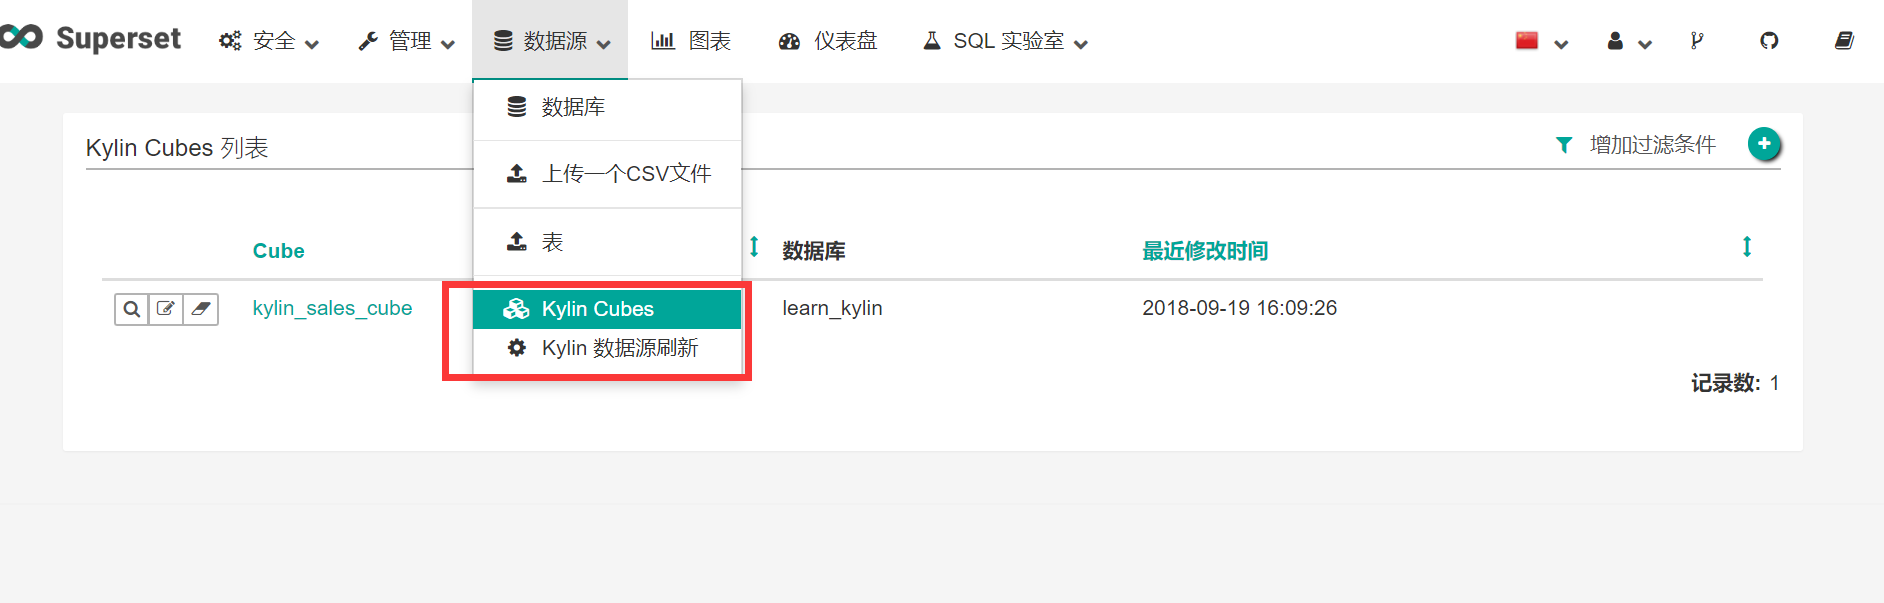 Superset 安全 管理 数据源 图表 仪表盘 SQL 实验室
数据库
上传一个CSV文件
表
Kylin Cubes
Kylin 数据源刷新
Kylin Cubes 列表 增加过滤条件
Cube 数据库 最近修改时间
kylin_sales_cube learn_kylin 2018-09-19 16:09:26
记录数: 1